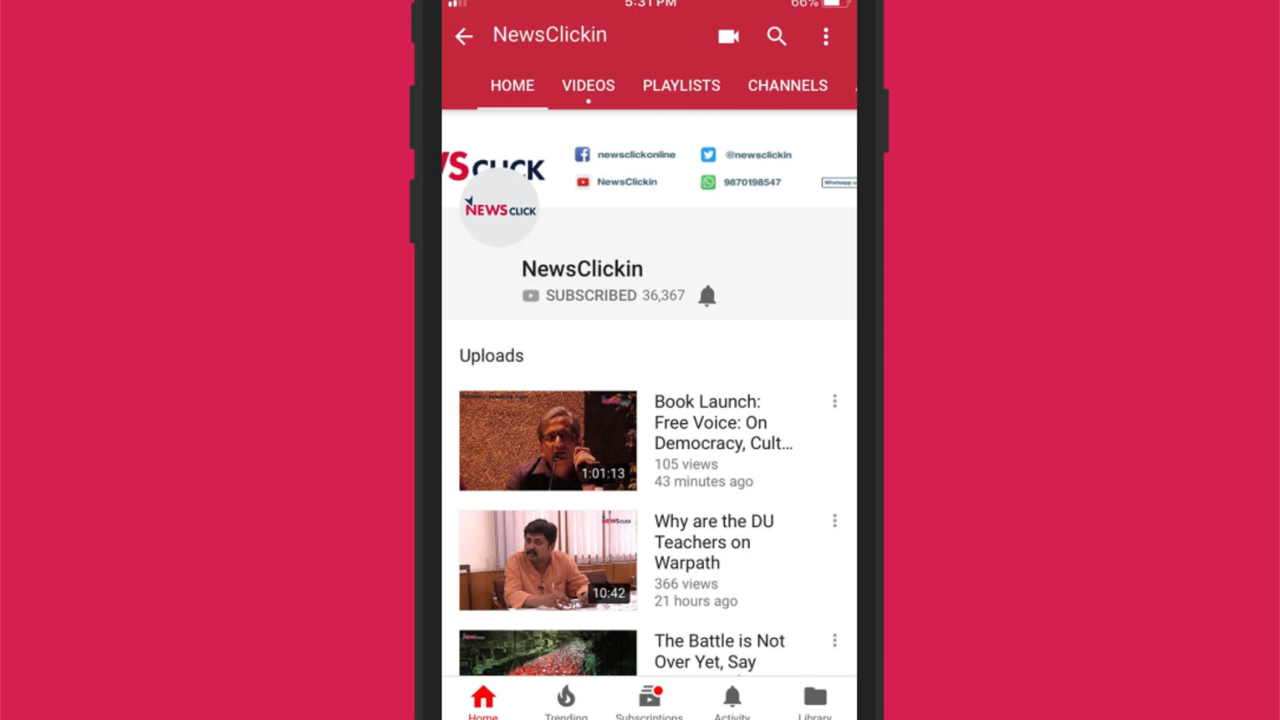 5:31 PM 66%
NewsClickin
HOME VIDEOS PLAYLISTS CHANNELS
CLICK
newsclickonline @newsclickin
NewsClickin 9870198547
NEWS CLICK
NewsClickin
SUBSCRIBED 36,367
Uploads
Book Launch:
Free Voice: On
Democracy, Cult...
105 views
43 minutes ago
1:01:13
Why are the DU
Teachers on
Warpath
366 views
21 hours ago
NEWSCLICK
10:42
The Battle is Not
Over Yet, Say
Home Trending Subscriptions Activity Library